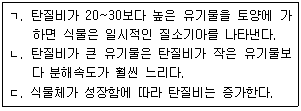 ㄱ. 탄질비가 20~30보다 높은 유기물을 토양에 가
하면 식물은 일시적인 질소기아를 나타낸다.
ㄴ. 탄질비가 큰 유기물은 탄질비가 작은 유기물보
다 분해속도가 훨씬 느리다.
ㄷ. 식물체가 성장함에 따라 탄질비는 증가한다.